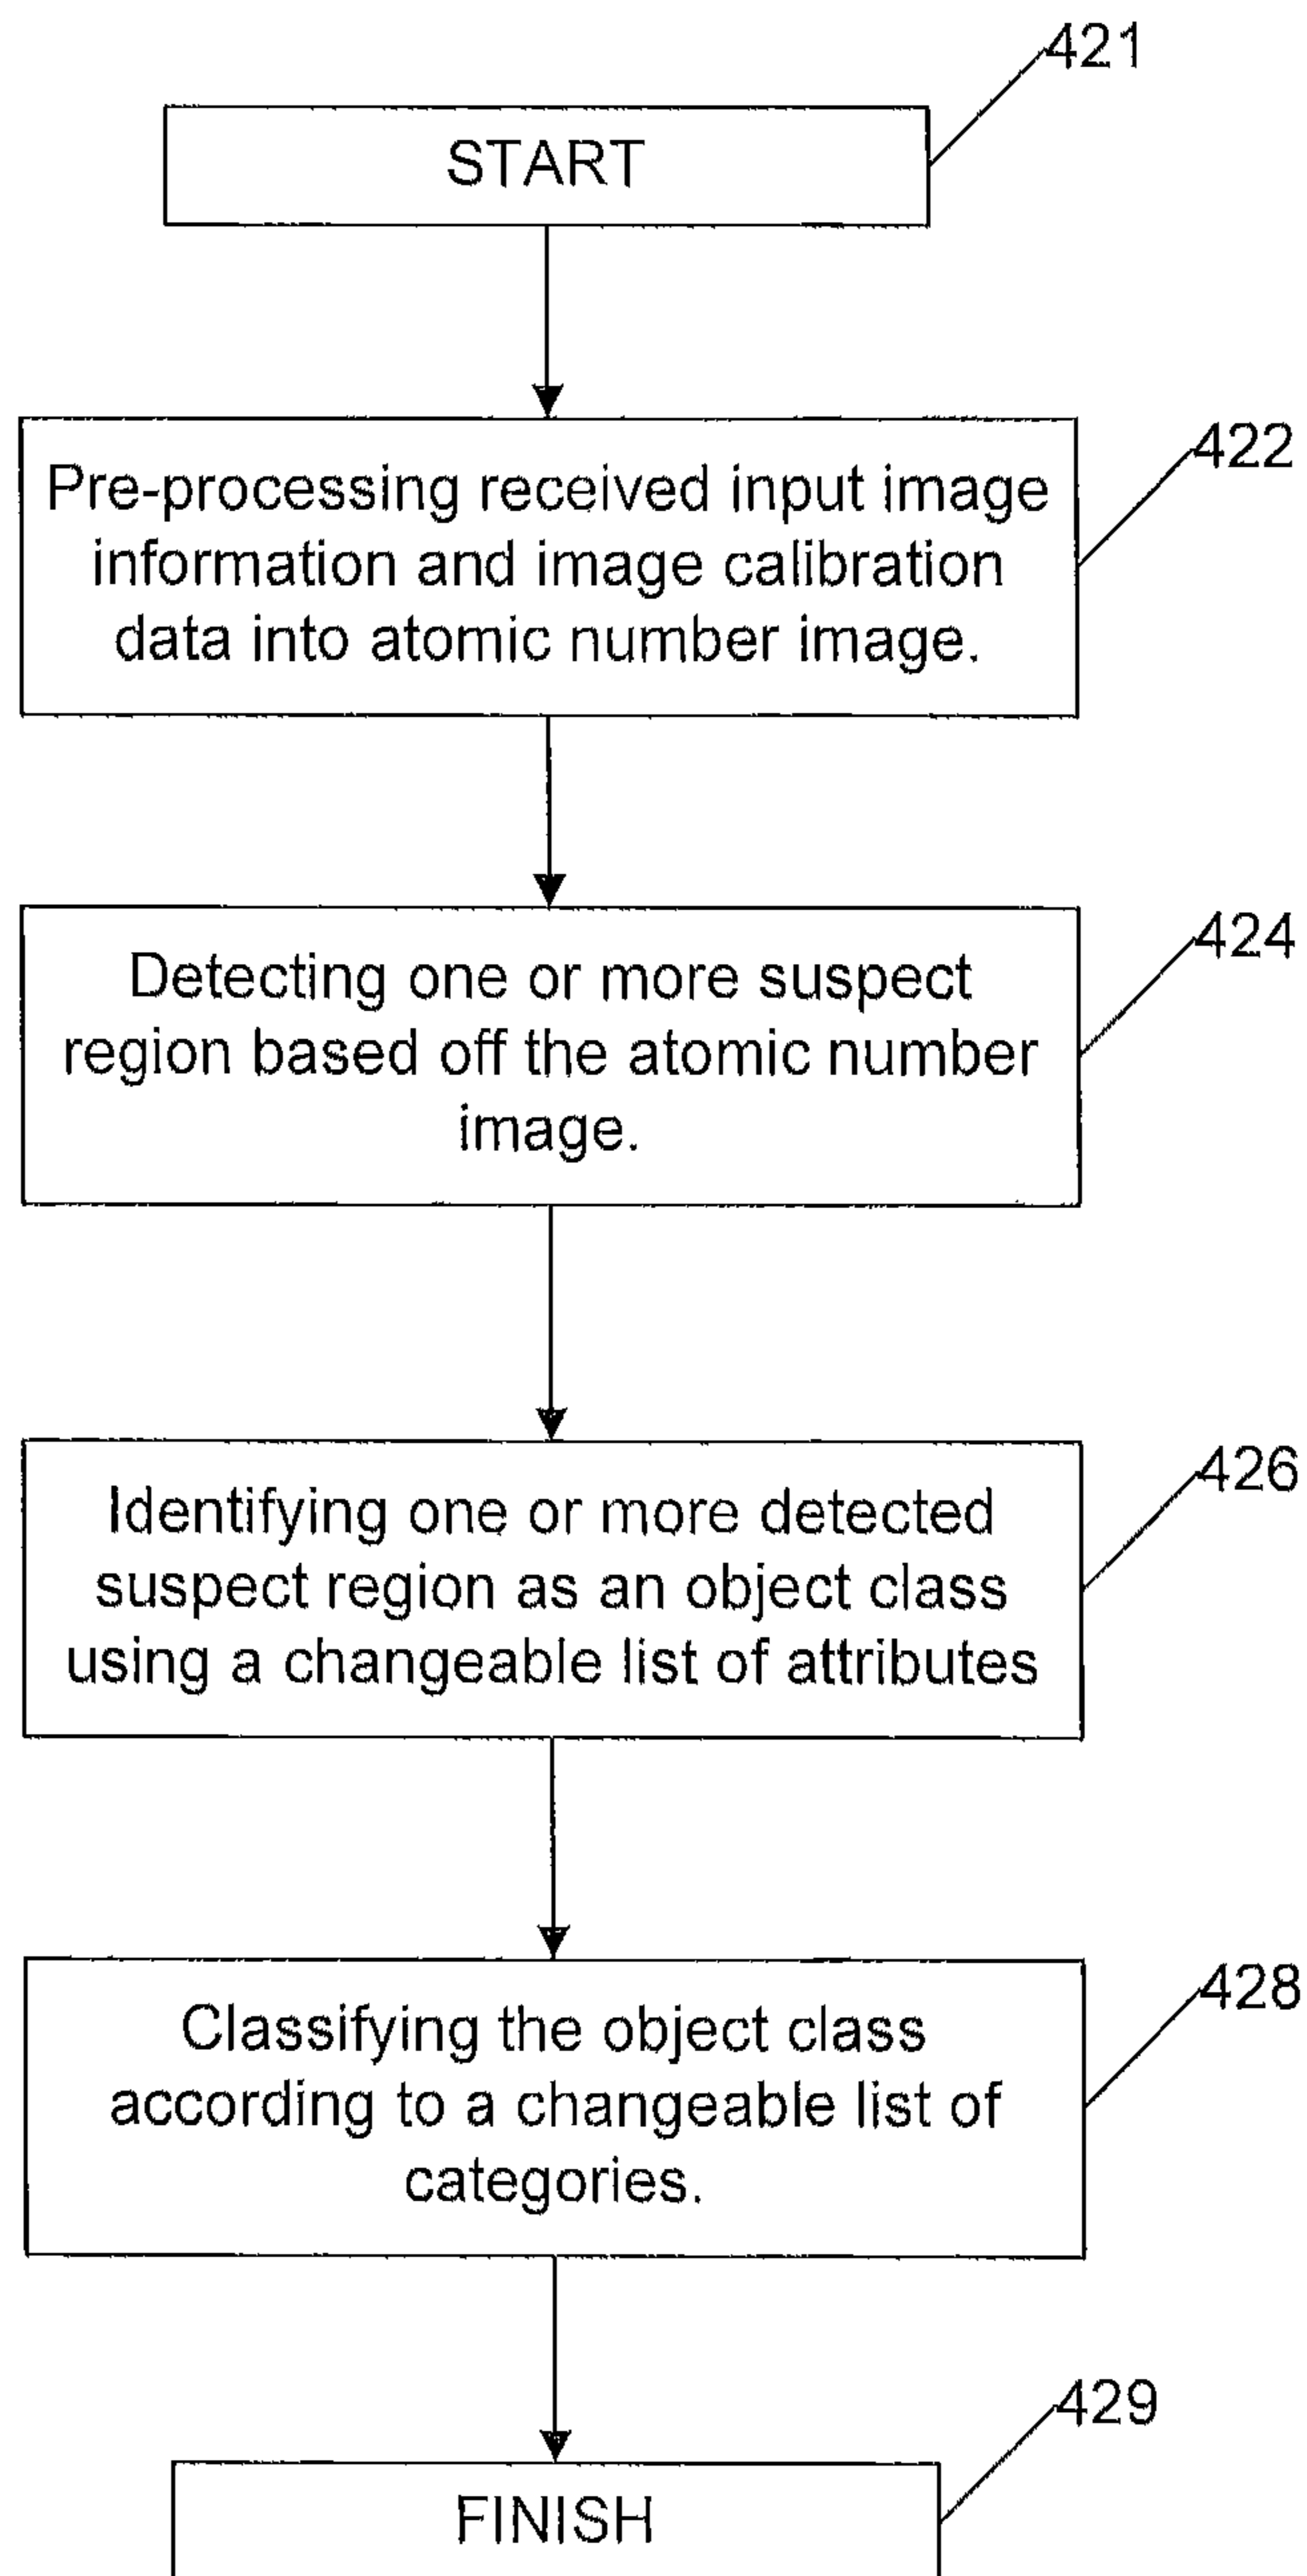 421
START
422
Pre-processing received input image
information and image calibration
data into atomic number image.
424
Detecting one or more suspect
region based off the atomic number
image.
426
Identifying one or more detected
suspect region as an object class
using a changeable list of attributes
428
Classifying the object class
according to a changeable list of
categories.
429
FINISH